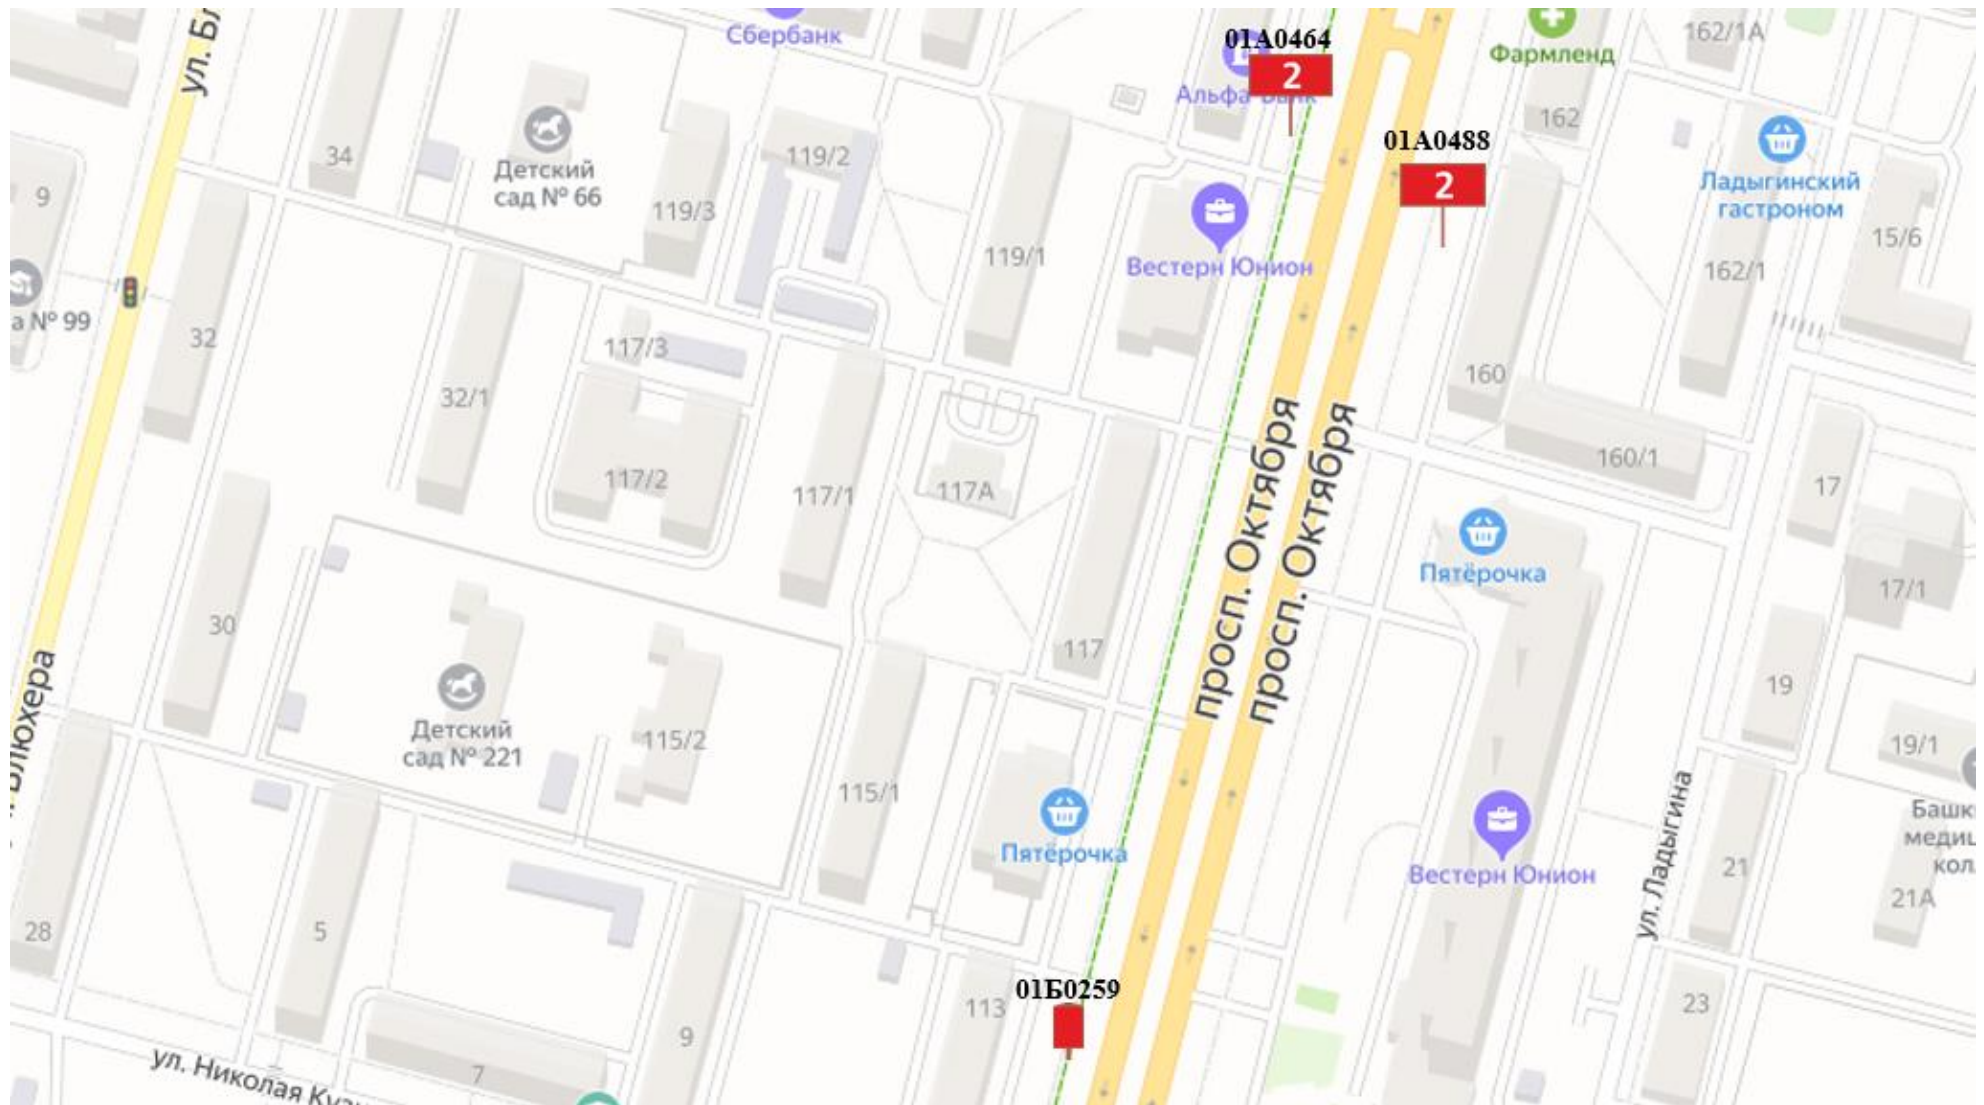 ул. Бл
Сбербанк
01А0464
2
Альфа-Банк
Фармленд
162/1А
162
01А0488
2
34
Детский
сад № 66
119/2
119/3
9
119/1
Вестерн Юнион
Ладыгинский
гастроном
15/6
162/1
а № 99
32
117/3
32/1
160
160/1
117/2
117/1
117А
просп. Октября
просп. Октября
17
Пятёрочка
17/1
30
117
19
Детский
сад № 221
115/2
115/1
19/1
Блюхера
Пятёрочка
Вестерн Юнион
ул. Ладыгина
Башк
медиц
кол.
21
21А
28
5
01Б0259
113
9
23
7
ул. Николая Куз